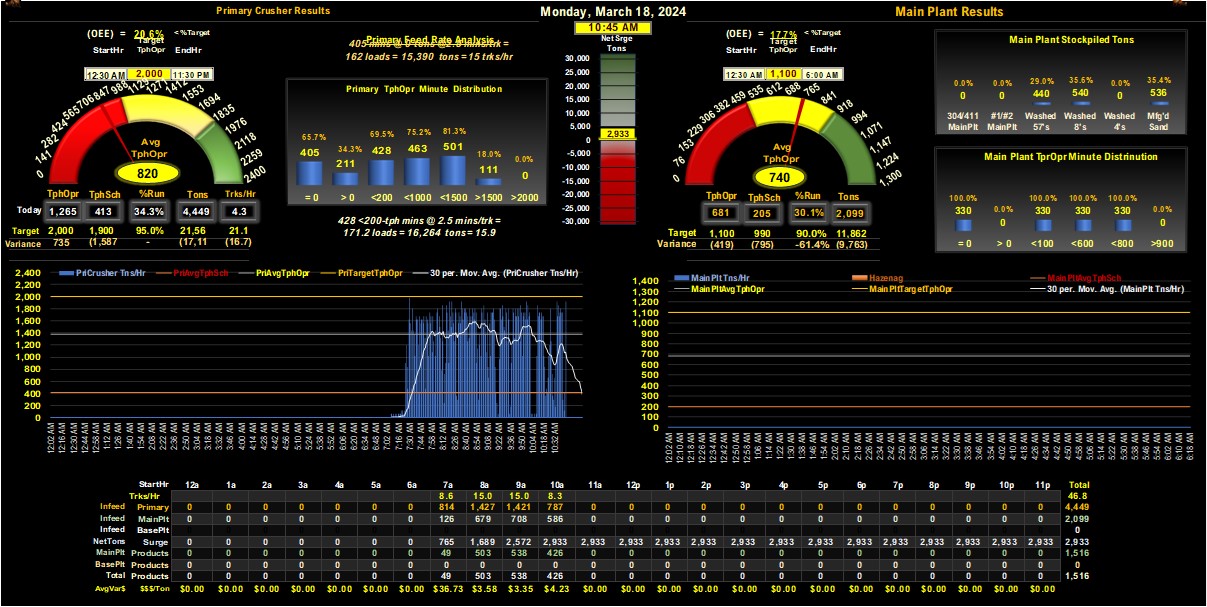 Primary Crusher Results
Monday, March 18, 2024
Main Plant Results
10:45 AM
(OEE) = 20.6% < %Target
Target
StartHr TphOpr EndHr
12:30 AM 2,000 11:30 PM
Primary Feed Rate Analysis
405 mins @ 0 tons @2.5 mins/trk =
162 loads = 15,390 tons = 15 trks/hr
Net Srge
Tons
30,000
25,000
20,000
15,000
10,000
5,000
2,933
0
-5,000
-10,000
-15,000
-20,000
-25,000
-30,000
(OEE) = 17.7% < %Target
Target
StartHr TphOpr EndHr
12:30 AM 1,100 6:00 AM
0 141 282 424 565 706 847 988 1129 1271 1412 1553 1694 1835 1976 2118 2259 2400
Avg
TphOpr
820
TphOpr TphSch %Run Tons Trks/Hr
Today 1,265 413 34.3% 4,449 4.3
Target 2,000 1,900 95.0% 21,56 21.1
Variance 735 (1,587 - (17,11 (16.7)
Primary TphOpr Minute Distribution
65.7% 34.3% 69.5% 75.2% 81.3% 18.0% 0.0%
405 211 428 463 501 111 0
= 0 > 0 <200 <1000 <1500 >1500 >2000
428 <200-tph mins @ 2.5 mins/trk =
171.2 loads = 16,264 tons = 15.9
0 76 153 229 306 382 459 535 612 688 765 841 918 994 1,071 1,147 1,224 1,300
Avg
TphOpr
740
TphOpr TphSch %Run Tons
681 205 30.1% 2,099
Target 1,100 990 90.0% 11,862
Variance (419) (795) -61.4% (9,763)
Main Plant Stockpiled Tons
0.0% 0.0% 29.0% 35.6% 0.0% 35.4%
0 0 440 540 0 536
304/411 #1/#2 Washed Washed Washed Mfg'd
MainPlt MainPlt 57's 8's 4's Sand
Main Plant TprOpr Minute Distrinution
100.0% 0.0% 100.0% 100.0% 100.0% 0.0%
330 0 330 330 330 0
= 0 > 0 <100 <600 <800 >900
PriCrusher Tns/Hr PriAvgTphSch PriAvgTphOpr PriTargetTphOpr 30 per. Mov. Avg. (PriCrusher Tns/Hr)
2,400
2,200
2,000
1,800
1,600
1,400
1,200
1,000
800
600
400
200
0
12:02 AM 12:16 AM 12:30 AM 12:44 AM 12:58 AM 1:12 AM 1:26 AM 1:40 AM 1:54 AM 2:08 AM 2:22 AM 2:36 AM 2:50 AM 3:04 AM 3:18 AM 3:32 AM 3:46 AM 4:00 AM 4:14 AM 4:28 AM 4:42 AM 4:56 AM 5:10 AM 5:24 AM 5:38 AM 5:52 AM 6:06 AM 6:20 AM 6:34 AM 6:48 AM 7:02 AM 7:16 AM 7:30 AM 7:44 AM 7:58 AM 8:12 AM 8:26 AM 8:40 AM 8:54 AM 9:08 AM 9:22 AM 9:36 AM 9:50 AM 10:04 AM 10:18 AM 10:32 AM
MainPlt Tns/Hr Hazenag MainPltAvgTphSch
MainPltAvgTphOpr MainPltTargetTphOpr 30 per. Mov. Avg. (MainPlt Tns/Hr)
1,400
1,300
1,200
1,100
1,000
900
800
700
600
500
400
300
200
100
0
12:02 AM 12:10 AM 12:18 AM 12:26 AM 12:34 AM 12:42 AM 12:50 AM 12:58 AM 1:06 AM 1:14 AM 1:22 AM 1:30 AM 1:38 AM 1:46 AM 1:54 AM 2:02 AM 2:10 AM 2:18 AM 2:26 AM 2:34 AM 2:42 AM 2:50 AM 2:58 AM 3:06 AM 3:14 AM 3:22 AM 3:30 AM 3:38 AM 3:46 AM 3:54 AM 4:02 AM 4:10 AM 4:18 AM 4:26 AM 4:34 AM 4:42 AM 4:50 AM 4:58 AM 5:06 AM 5:14 AM 5:22 AM 5:30 AM 5:38 AM 5:46 AM 5:54 AM 6:02 AM 6:10 AM 6:18 AM
StartHr 12a 1a 2a 3a 4a 5a 6a 7a 8a 9a 10a 11a 12p 1p 2p 3p 4p 5p 6p 7p 8p 9p 10p 11p Total
Trks/Hr 8.6 15.0 15.0 8.3 46.8
Infeed Primary 0 0 0 0 0 0 0 814 1,427 1,421 787 0 0 0 0 0 0 0 0 0 0 0 0 0 4,449
Infeed MainPlt 0 0 0 0 0 0 0 126 679 708 586 0 0 0 0 0 0 0 0 0 0 0 0 0 2,099
Infeed BasePlt 0
NetTons Surge 0 0 0 0 0 0 0 765 1,689 2,572 2,933 2,933 2,933 2,933 2,933 2,933 2,933 2,933 2,933 2,933 2,933 2,933 2,933 2,933 2,933
MainPlt Products 0 0 0 0 0 0 0 49 503 538 426 0 0 0 0 0 0 0 0 0 0 0 0 0 1,516
BasePlt Products 0 0 0 0 0 0 0 0 0 0 0 0 0 0 0 0 0 0 0 0 0 0 0 0 0
Total Products 0 0 0 0 0 0 0 49 503 538 426 0 0 0 0 0 0 0 0 0 0 0 0 0 1,516
AvgVar$ $$$/Ton $0.00 $0.00 $0.00 $0.00 $0.00 $0.00 $0.00 $36.73 $3.58 $3.35 $4.23 $0.00 $0.00 $0.00 $0.00 $0.00 $0.00 $0.00 $0.00 $0.00 $0.00 $0.00 $0.00 $0.00 $0.00